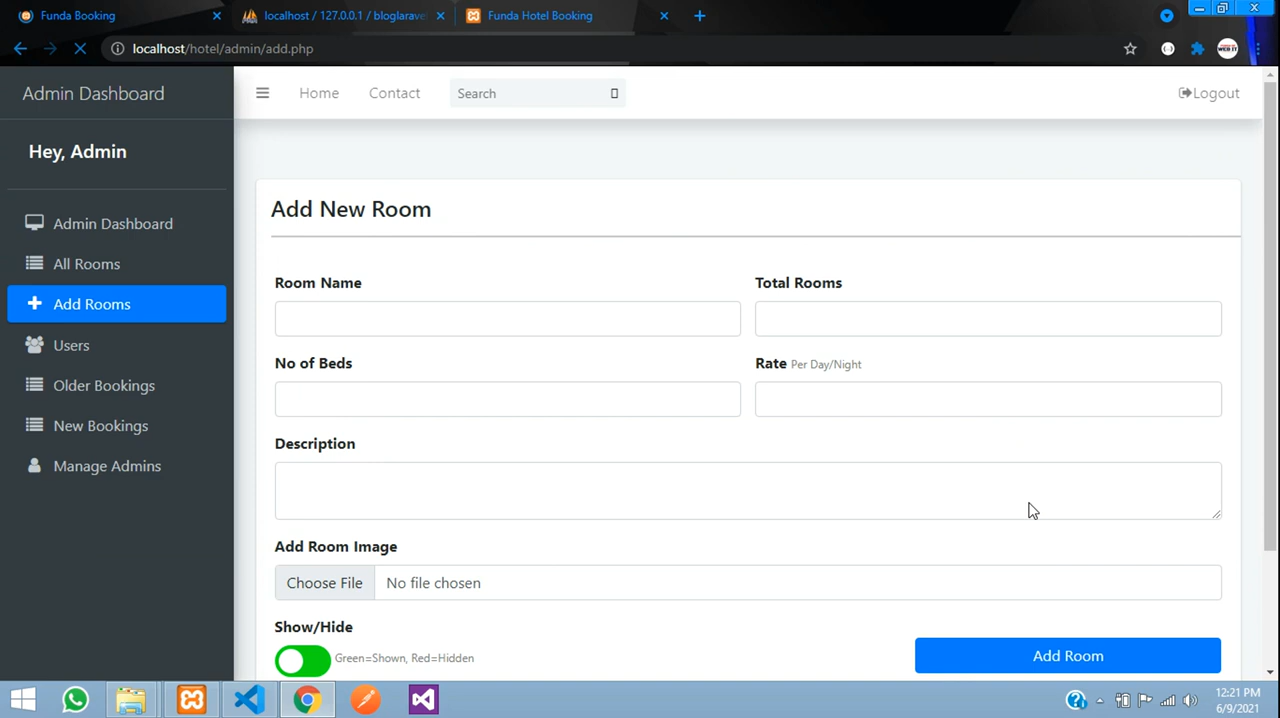 Funda Booking
localhost / 127.0.0.1 / bloglarave
Funda Hotel Booking
localhost/hotel/admin/add.php
Admin Dashboard
Home
Contact
Search
Logout
Hey, Admin
Admin Dashboard
All Rooms
Add Rooms
Users
Older Bookings
New Bookings
Manage Admins
Add New Room
Room Name
Total Rooms
No of Beds
Rate Per Day/Night
Description
Add Room Image
Choose File No file chosen
Show/Hide
Green=Shown, Red=Hidden
Add Room
12:21 PM
6/9/2021